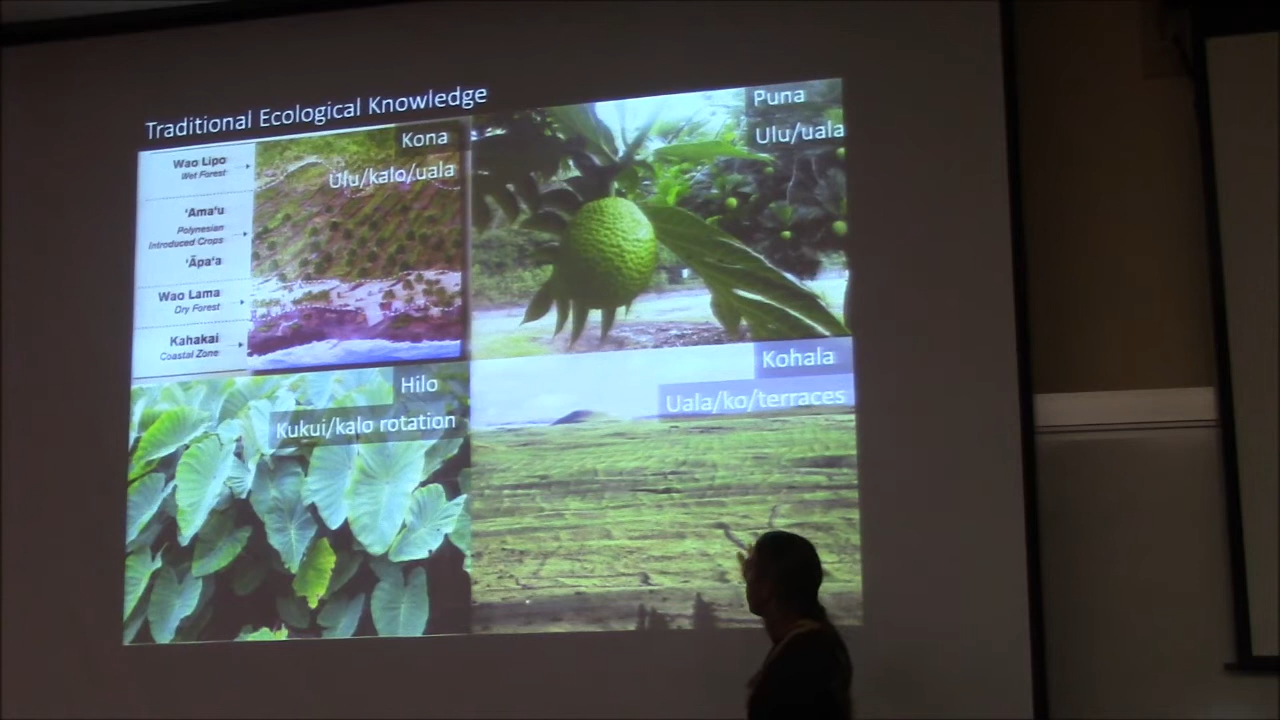 Traditional Ecological Knowledge
Wao Lipo
Wet Forest
'Ama'u
Polynesian
Introduced Crops
'Āpa'a
Wao Lama
Dry Forest
Kahakai
Coastal Zone
Kona
Ulu/kalo/uala
Puna
Ulu/uala
Hilo
Kukui/kalo rotation
Kohala
Uala/ko/terraces